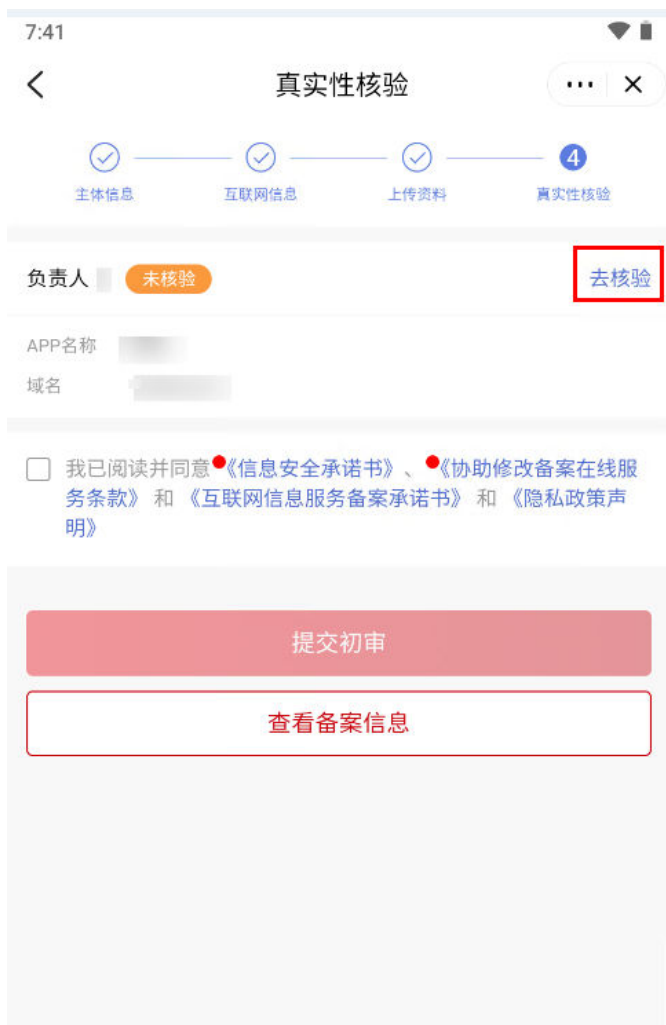 7:41
真实性核验
主体信息
互联网信息
上传资料
4
真实性核验
负责人 未核验 去核验
APP名称
域名
我已阅读并同意《信息安全承诺书》、《协助修改备案在线服
务条款》 和 《互联网信息服务备案承诺书》 和 《隐私政策声
明》
提交初审
查看备案信息